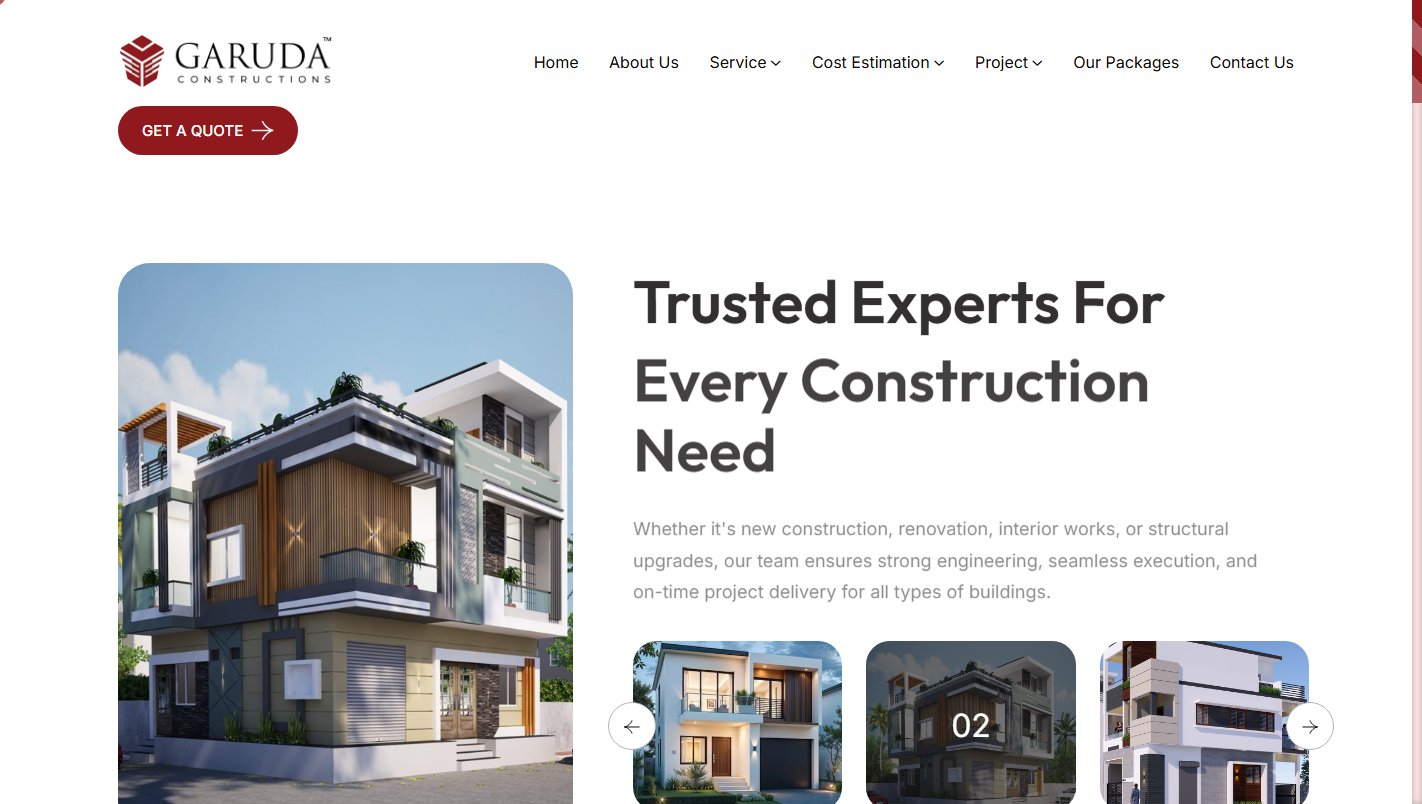 GARUDA™
CONSTRUCTIONS
Home About Us Service Cost Estimation Project Our Packages Contact Us
GET A QUOTE
Trusted Experts For
Every Construction
Need
Whether it's new construction, renovation, interior works, or structural
upgrades, our team ensures strong engineering, seamless execution, and
on-time project delivery for all types of buildings.
02